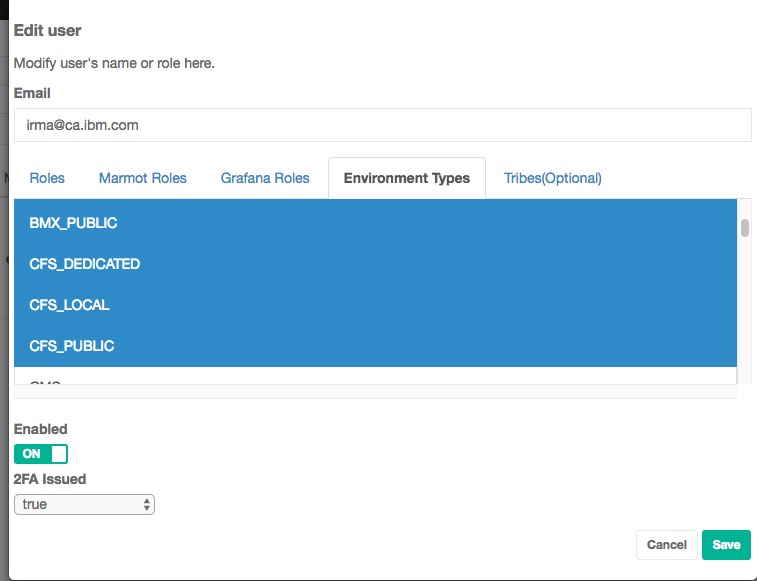 Edit user
Modify user's name or role here.
Email
irma@ca.ibm.com
Roles Marmot Roles Grafana Roles Environment Types Tribes(Optional)
BMX_PUBLIC
CFS_DEDICATED
CFS_LOCAL
CFS_PUBLIC
Enabled
ON
2FA Issued
true
Cancel Save